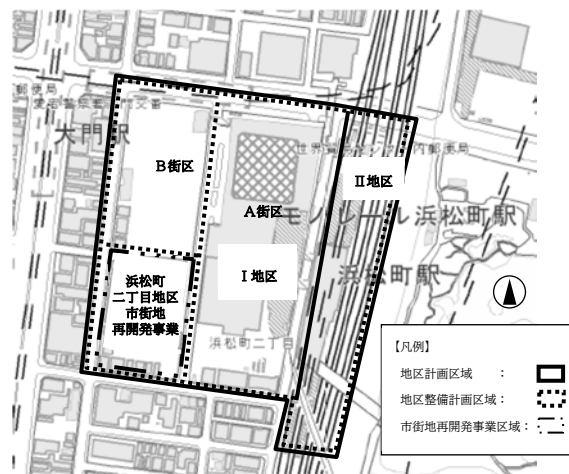 郵便局
大門駅
B街区
A街区
Ⅱ地区
Ⅰ地区
モノレール浜松町駅
浜松町駅
浜松町
二丁目地区
市街地
再開発事業
浜松町二丁目
【凡例】
地区計画区域 :
地区整備計画区域:
市街地再開発事業区域: